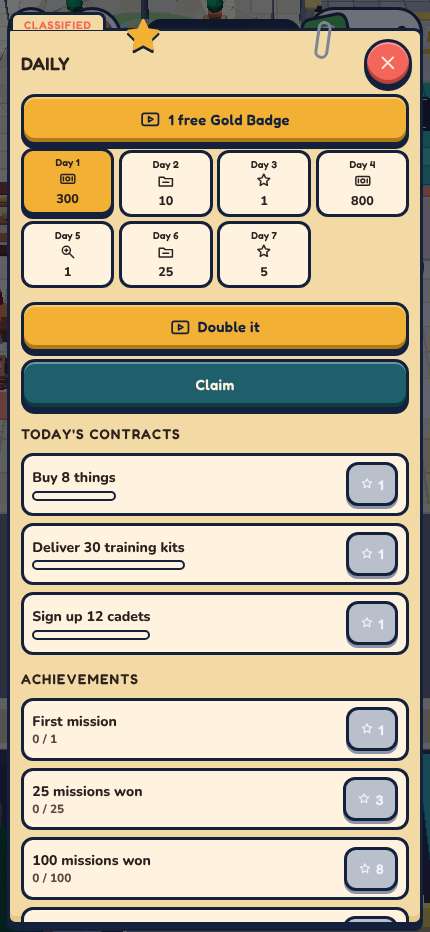 CLASSIFIED
DAILY
1 free Gold Badge
Day 1
300
Day 2
10
Day 3
1
Day 4
800
Day 5
1
Day 6
25
Day 7
5
Double it
Claim
TODAY'S CONTRACTS
Buy 8 things
1
Deliver 30 training kits
1
Sign up 12 cadets
1
ACHIEVEMENTS
First mission
0 / 1
1
25 missions won
0 / 25
3
100 missions won
0 / 100
8